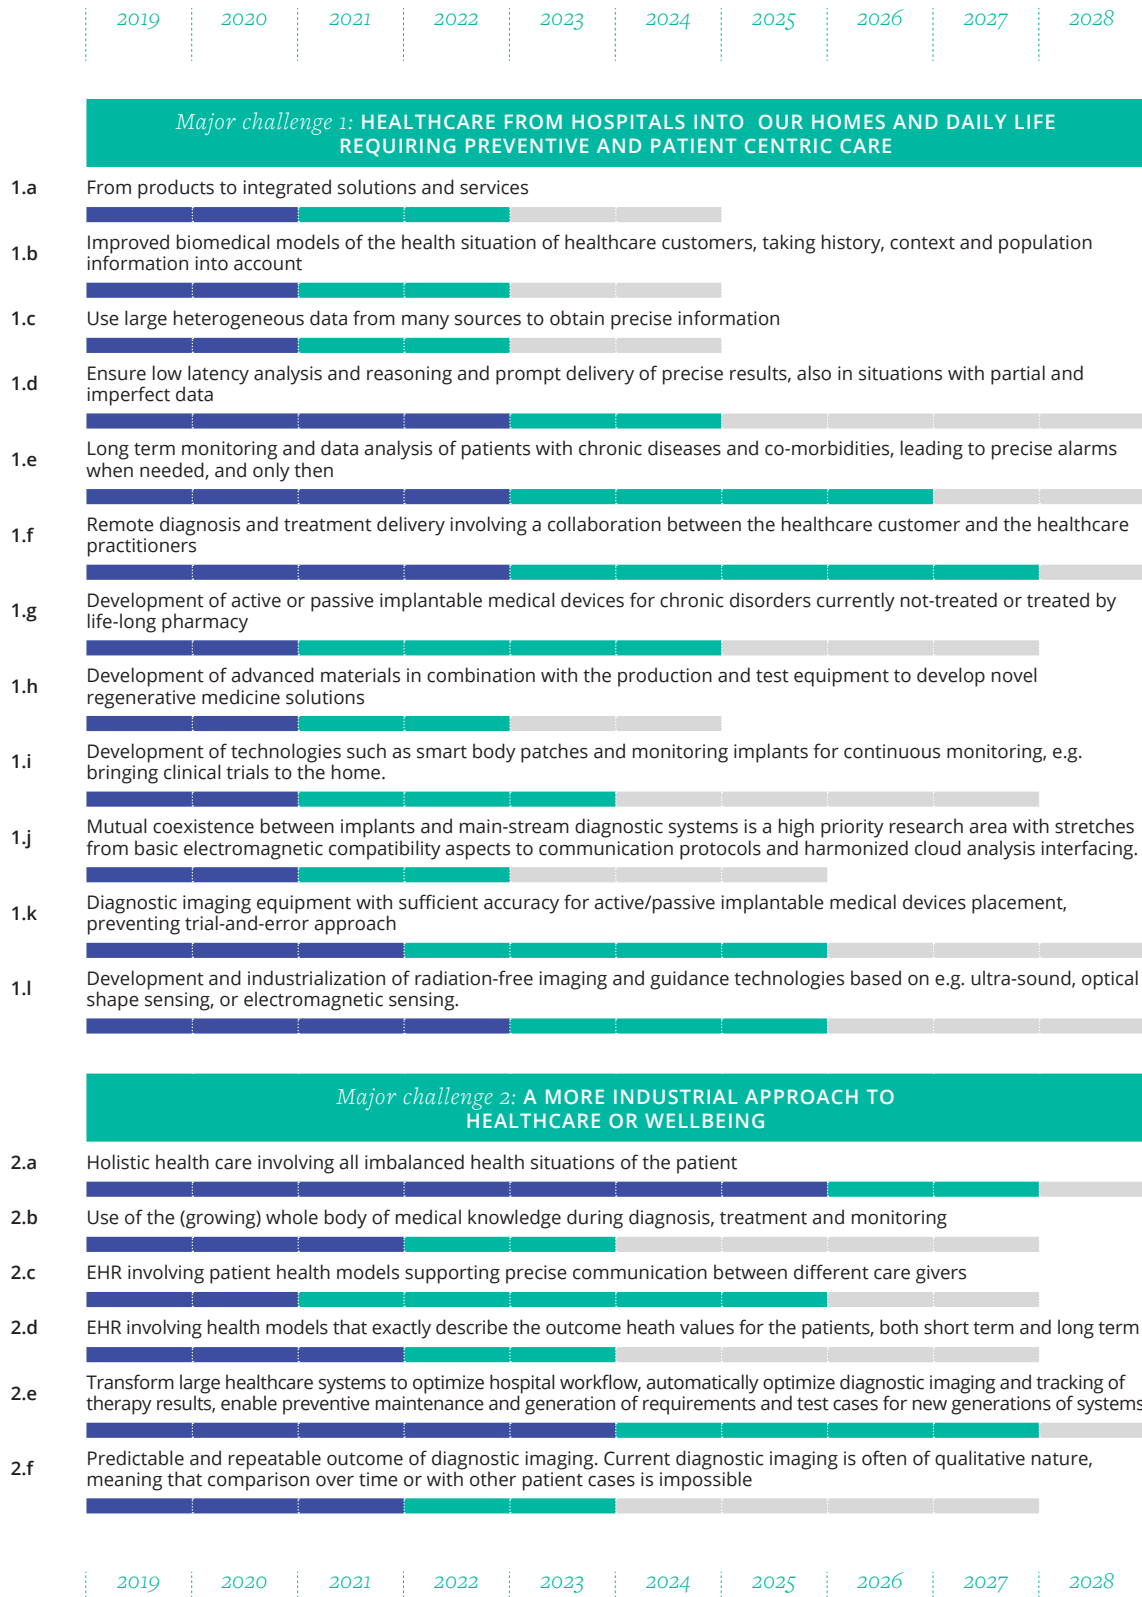 2019 2020 2021 2022 2023 2024 2025 2026 2027 2028
Major challenge 1: HEALTHCARE FROM HOSPITALS INTO OUR HOMES AND DAILY LIFE
REQUIRING PREVENTIVE AND PATIENT CENTRIC CARE
1.a From products to integrated solutions and services
1.b Improved biomedical models of the health situation of healthcare customers, taking history, context and population
information into account
1.c Use large heterogeneous data from many sources to obtain precise information
1.d Ensure low latency analysis and reasoning and prompt delivery of precise results, also in situations with partial and
imperfect data
1.e Long term monitoring and data analysis of patients with chronic diseases and co-morbidities, leading to precise alarms
when needed, and only then
1.f Remote diagnosis and treatment delivery involving a collaboration between the healthcare customer and the healthcare
practitioners
1.g Development of active or passive implantable medical devices for chronic disorders currently not-treated or treated by
life-long pharmacy
1.h Development of advanced materials in combination with the production and test equipment to develop novel
regenerative medicine solutions
1.i Development of technologies such as smart body patches and monitoring implants for continuous monitoring, e.g.
bringing clinical trials to the home.
1.j Mutual coexistence between implants and main-stream diagnostic systems is a high priority research area with stretches
from basic electromagnetic compatibility aspects to communication protocols and harmonized cloud analysis interfacing.
1.k Diagnostic imaging equipment with sufficient accuracy for active/passive implantable medical devices placement,
preventing trial-and-error approach
1.l Development and industrialization of radiation-free imaging and guidance technologies based on e.g. ultra-sound, optical
shape sensing, or electromagnetic sensing.
Major challenge 2: A MORE INDUSTRIAL APPROACH TO
HEALTHCARE OR WELLBEING
2.a Holistic health care involving all imbalanced health situations of the patient
2.b Use of the (growing) whole body of medical knowledge during diagnosis, treatment and monitoring
2.c EHR involving patient health models supporting precise communication between different care givers
2.d EHR involving health models that exactly describe the outcome heath values for the patients, both short term and long term
2.e Transform large healthcare systems to optimize hospital workflow, automatically optimize diagnostic imaging and tracking of
therapy results, enable preventive maintenance and generation of requirements and test cases for new generations of systems
2.f Predictable and repeatable outcome of diagnostic imaging. Current diagnostic imaging is often of qualitative nature,
meaning that comparison over time or with other patient cases is impossible
2019 2020 2021 2022 2023 2024 2025 2026 2027 2028